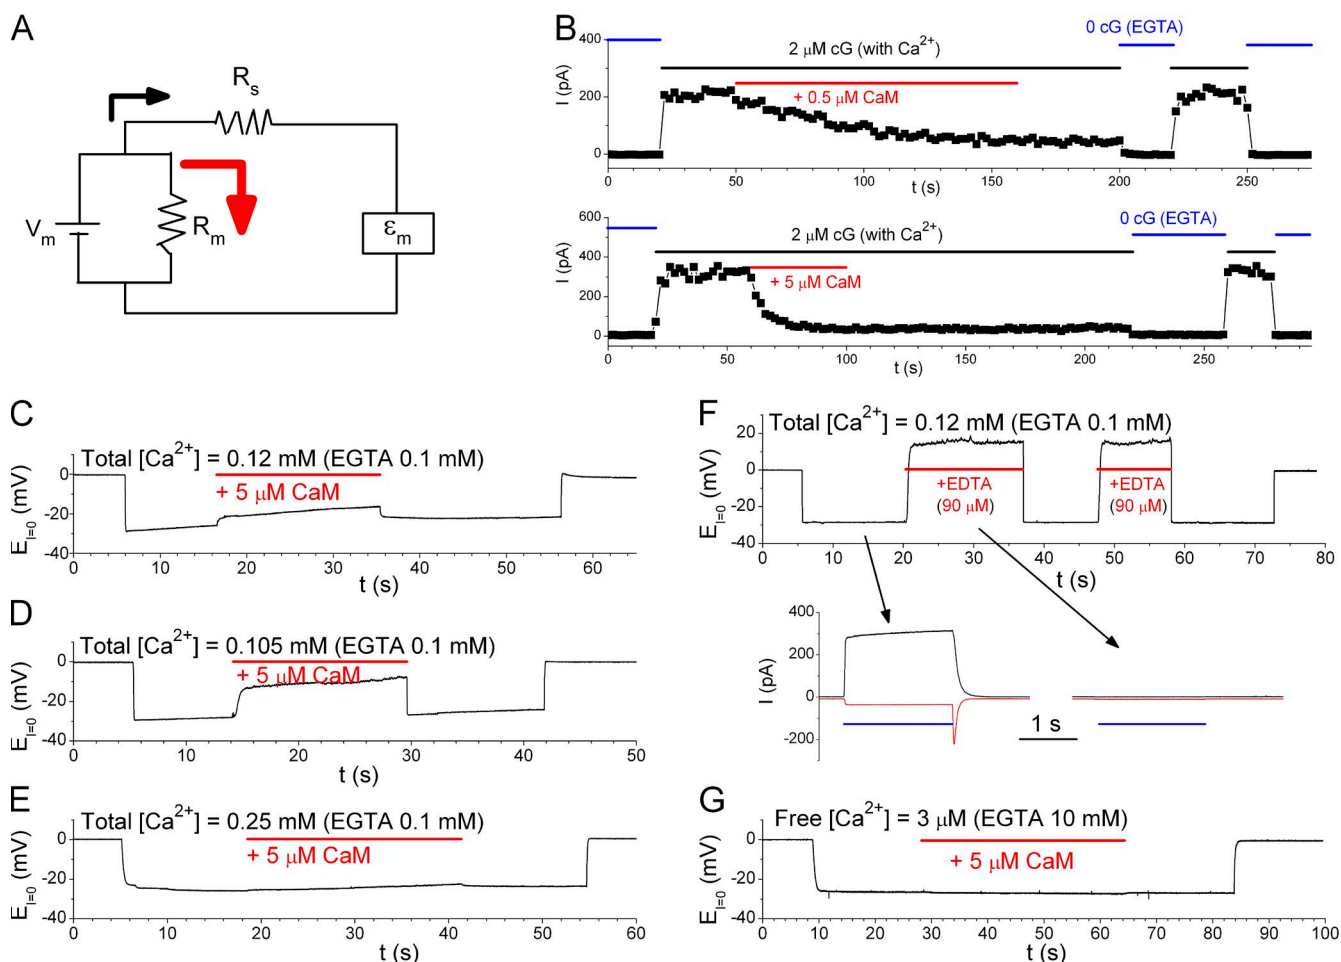 A
R_s
V_m
R_m
ε_m
B
0 cG (EGTA)
2 μM cG (with Ca²⁺)
+ 0.5 μM CaM
I (pA)
400
200
0
0 50 100 150 200 250
t (s)
0 cG (EGTA)
2 μM cG (with Ca²⁺)
+ 5 μM CaM
I (pA)
600
400
200
0
0 50 100 150 200 250
t (s)
C
Total [Ca²⁺] = 0.12 mM (EGTA 0.1 mM)
+ 5 μM CaM
E_I=0 (mV)
0
-20
-40
0 10 20 30 40 50 60
t (s)
D
Total [Ca²⁺] = 0.105 mM (EGTA 0.1 mM)
+ 5 μM CaM
E_I=0 (mV)
0
-20
-40
0 10 20 30 40 50
t (s)
E
Total [Ca²⁺] = 0.25 mM (EGTA 0.1 mM)
+ 5 μM CaM
E_I=0 (mV)
0
-20
-40
0 10 20 30 40 50 60
t (s)
F
Total [Ca²⁺] = 0.12 mM (EGTA 0.1 mM)
+EDTA
(90 μM)
+EDTA
(90 μM)
E_I=0 (mV)
20
0
-20
-40
0 10 20 30 40 50 60 70 80
t (s)
I (pA)
400
200
0
-200
1 s
G
Free [Ca²⁺] = 3 μM (EGTA 10 mM)
+ 5 μM CaM
E_I=0 (mV)
0
-20
-40
0 10 20 30 40 50 60 70 80 90 100
t (s)